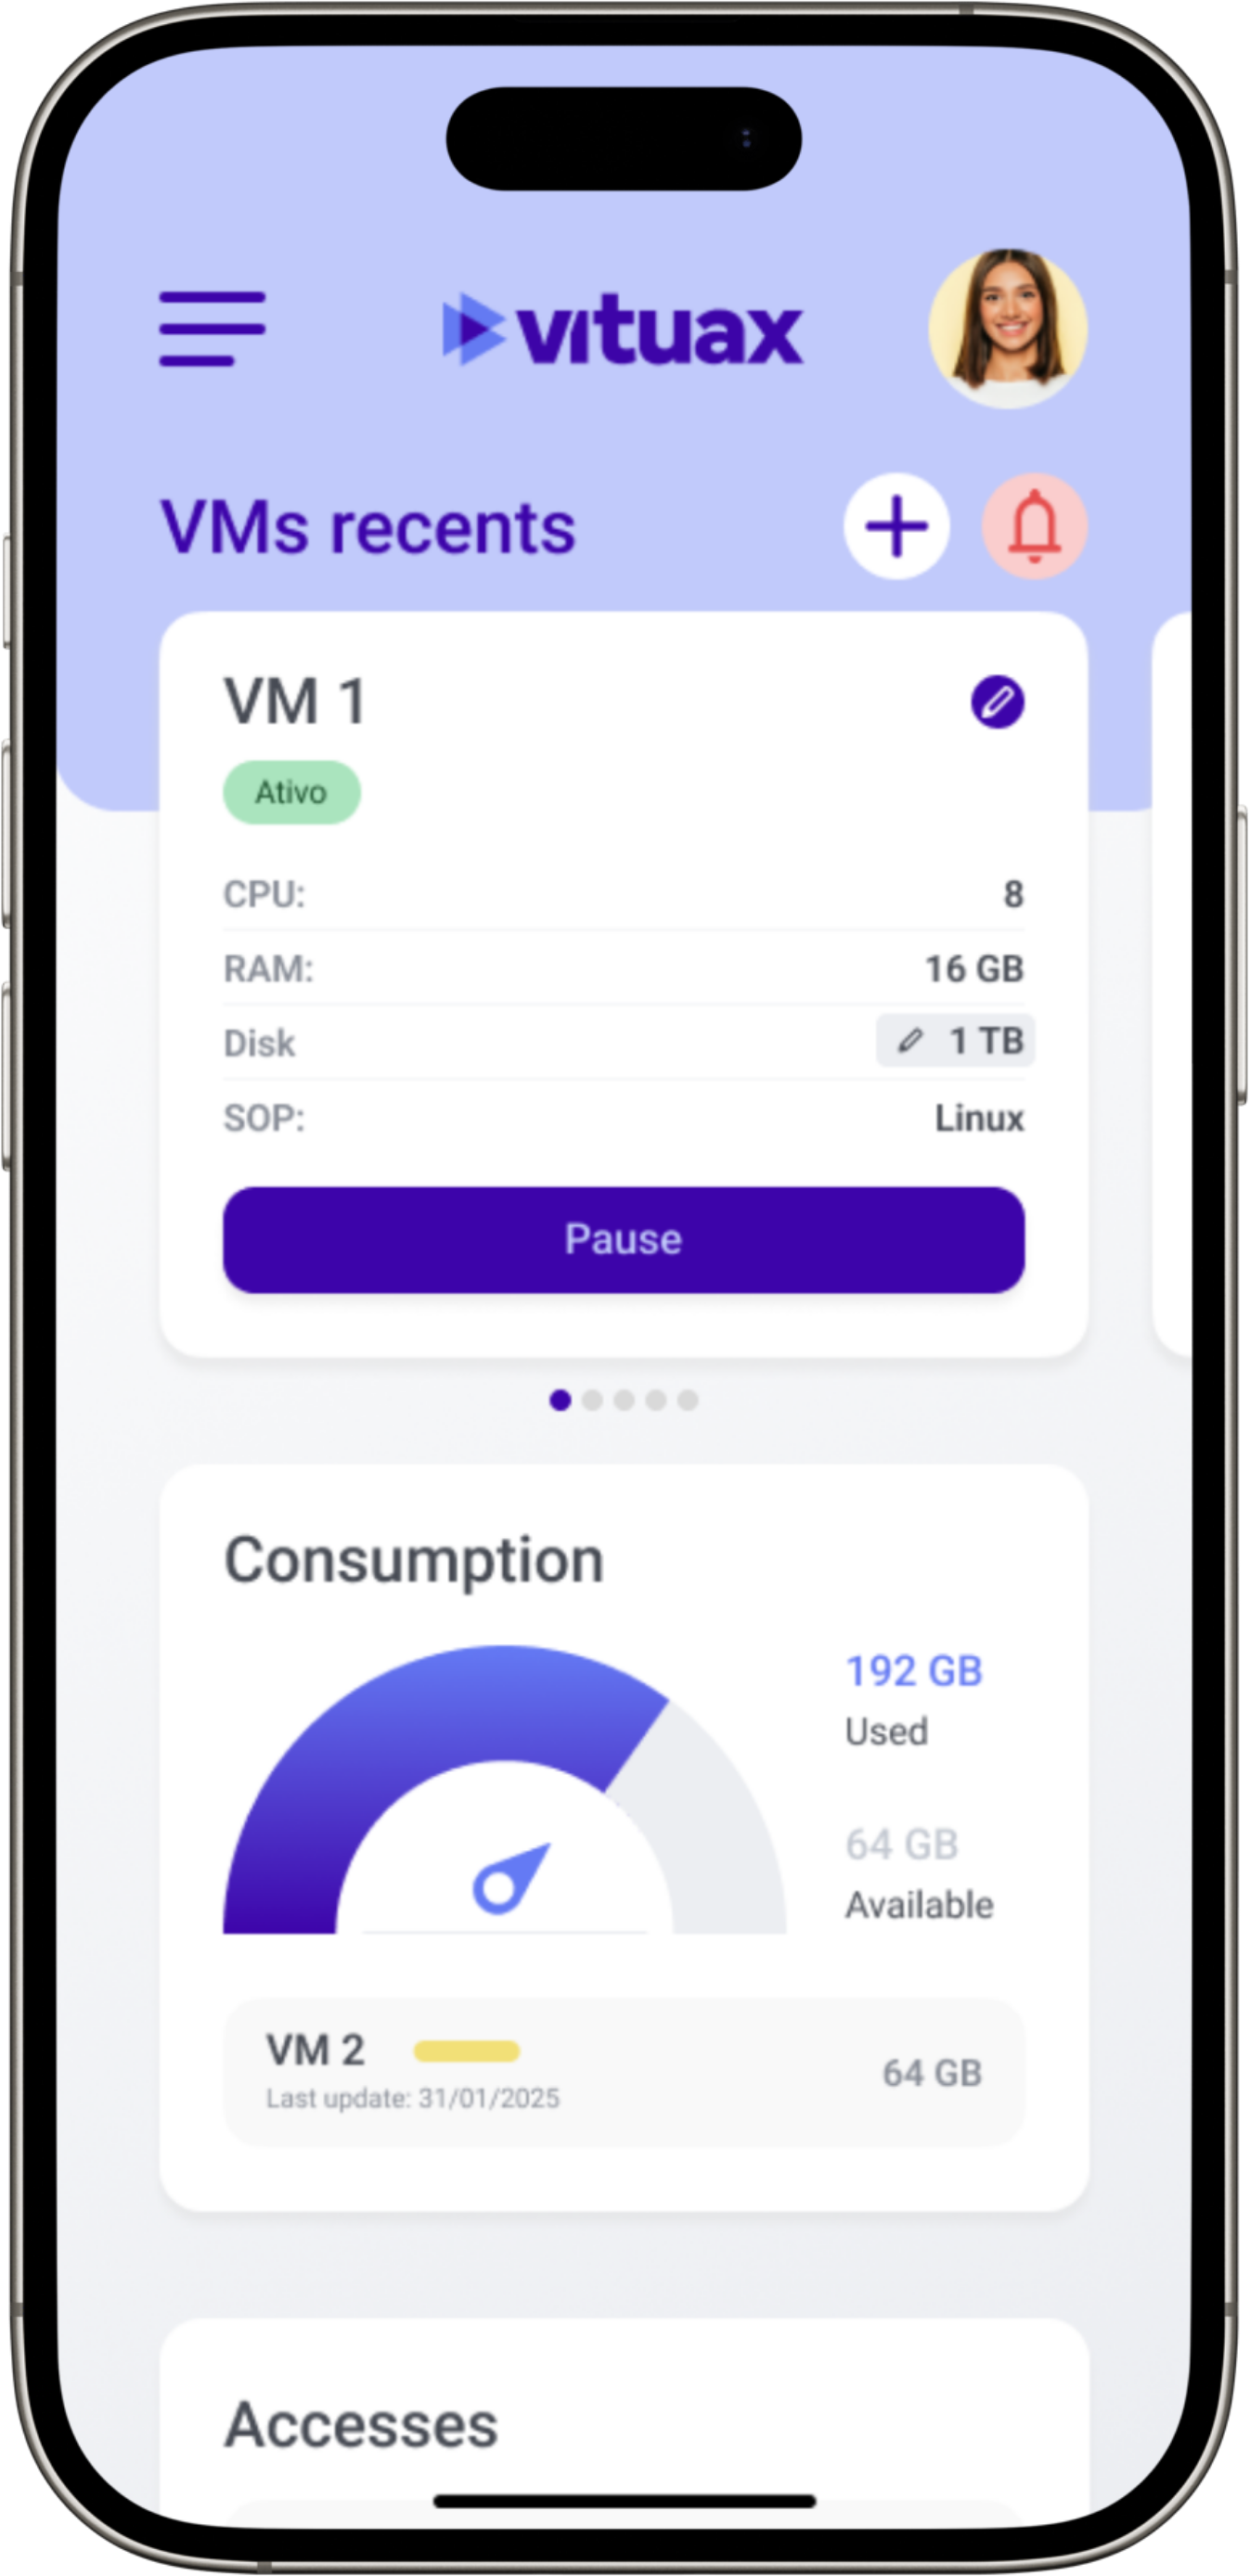 vituax
VMs recents
VM 1
Ativo
CPU: 8
RAM: 16 GB
Disk 1 TB
SOP: Linux
Pause
Consumption
192 GB
Used
64 GB
Available
VM 2
Last update: 31/01/2025
64 GB
Accesses